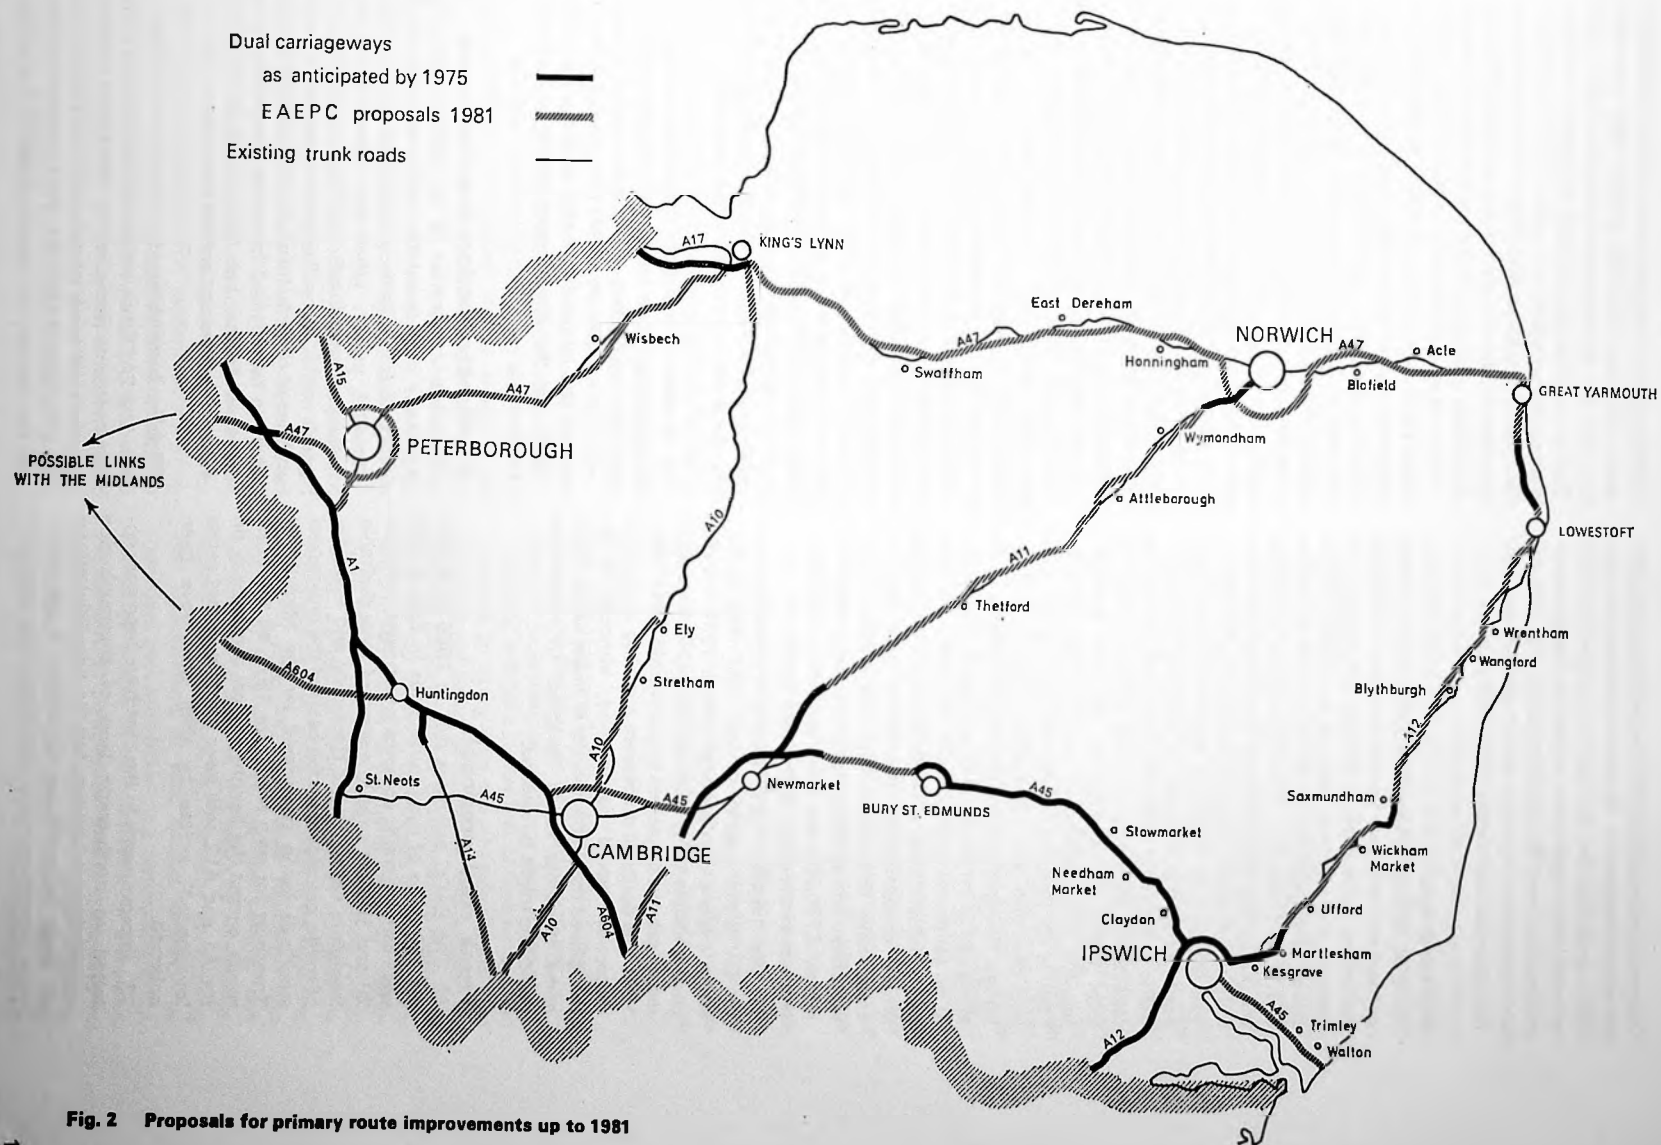 Dual carriageways
as anticipated by 1975
EAEPC proposals 1981
Existing trunk roads
A17
KING'S LYNN
East Dereham
NORWICH
A47
A47
Acle
Wisbech
Honningham
Swaffham
Blofield
A15
A47
GREAT YARMOUTH
A47
PETERBOROUGH
Wymondham
POSSIBLE LINKS
WITH THE MIDLANDS
Attleborough
A10
LOWESTOFT
A1
A11
Thetford
Ely
Wrentham
Wangford
A604
Stretham
Huntingdon
Blythburgh
A12
A10
St. Neots
A45
A45
Newmarket
A45
BURY ST. EDMUNDS
Saxmundham
Stowmarket
CAMBRIDGE
A14
Wickham
Market
Needham
Market
A10
A604
A11
Claydon
Ufford
IPSWICH
Martlesham
Kesgrave
A45
Trimley
A12
Walton
Fig. 2 Proposals for primary route improvements up to 1981